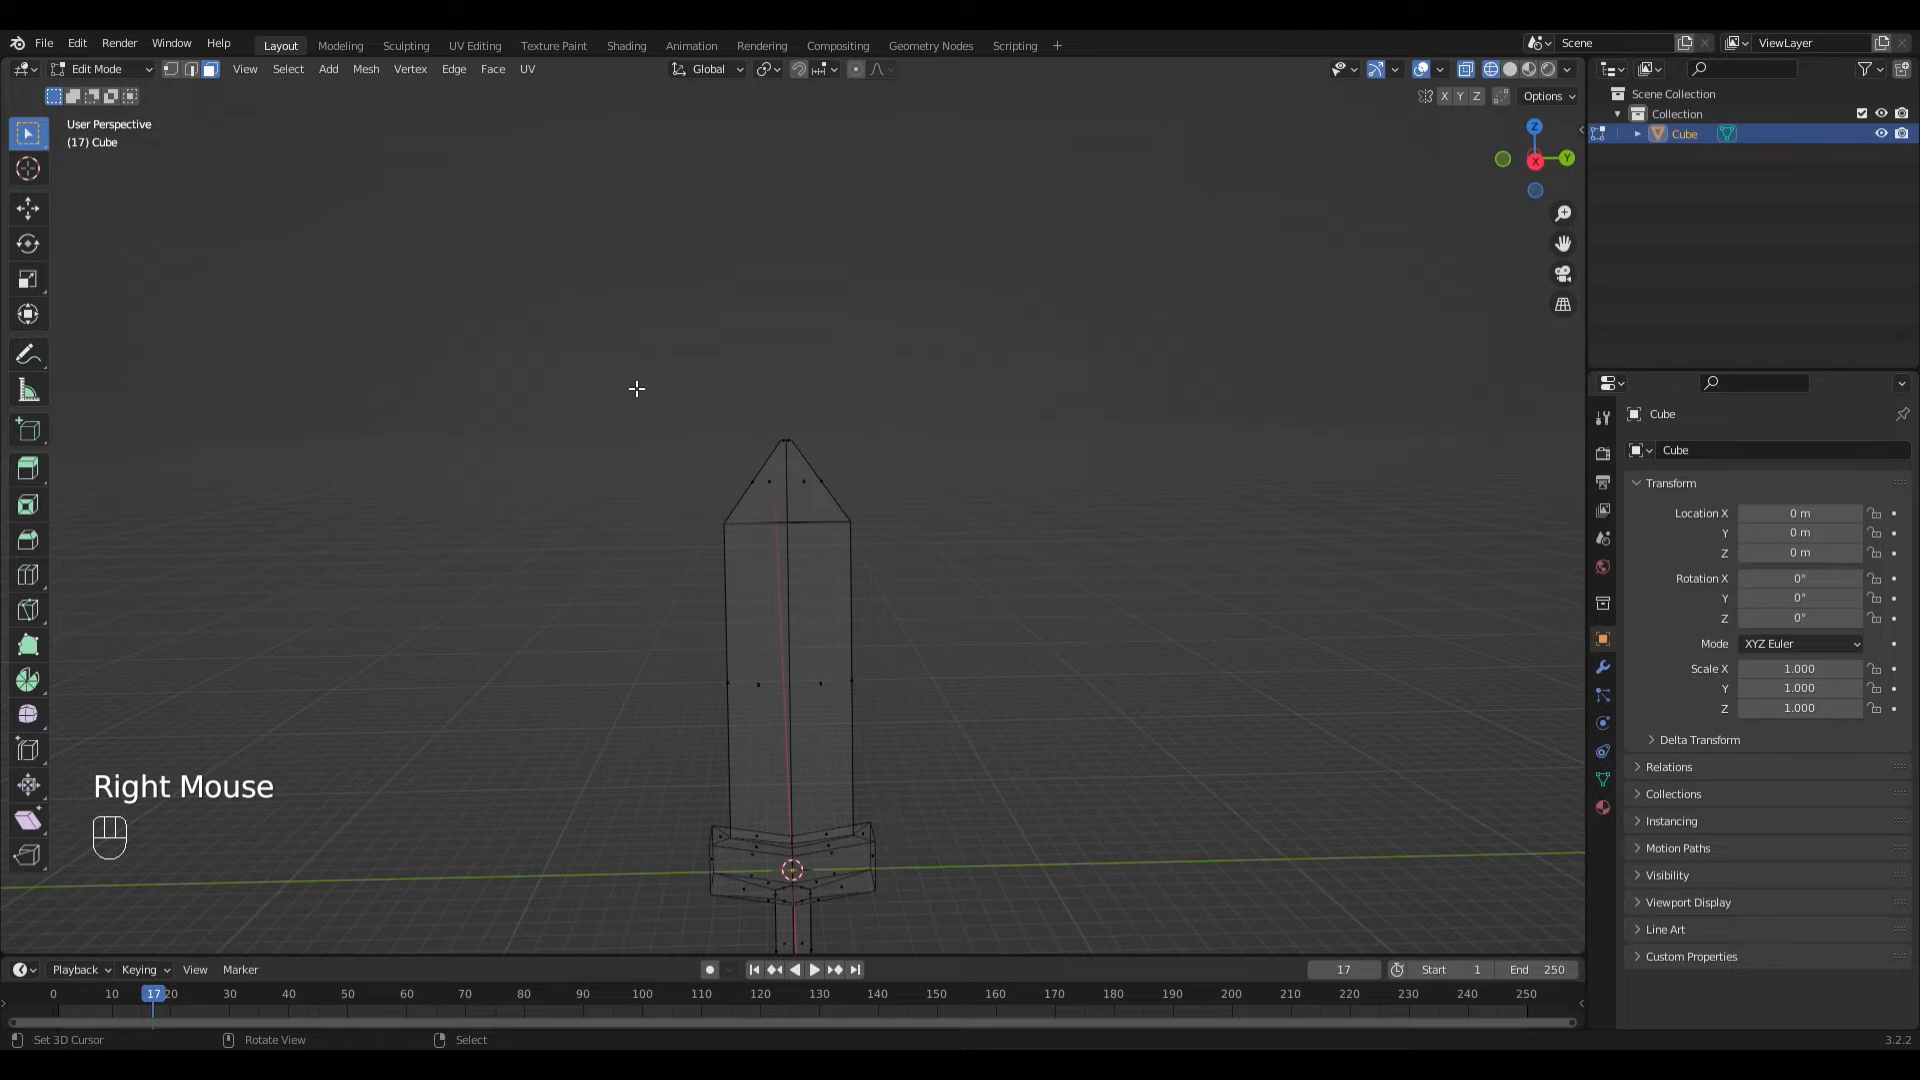 File Edit Render Window Help Layout Modeling Sculpting UV Editing Texture Paint Shading Animation Rendering Compositing Geometry Nodes Scripting + Scene ViewLayer
Edit Mode View Select Add Mesh Vertex Edge Face UV Global
X Y Z Options
User Perspective
(17) Cube
Z
Y
X
Right Mouse
Scene Collection
Collection
Cube
Cube
Cube
Transform
Location X 0 m
Y 0 m
Z 0 m
Rotation X 0°
Y 0°
Z 0°
Mode XYZ Euler
Scale X 1.000
Y 1.000
Z 1.000
Delta Transform
Relations
Collections
Instancing
Motion Paths
Visibility
Viewport Display
Line Art
Custom Properties
Playback Keying View Marker 17 Start 1 End 250
0 10 17 20 30 40 50 60 70 80 90 100 110 120 130 140 150 160 170 180 190 200 210 220 230 240 250
Set 3D Cursor Rotate View Select 3.2.2